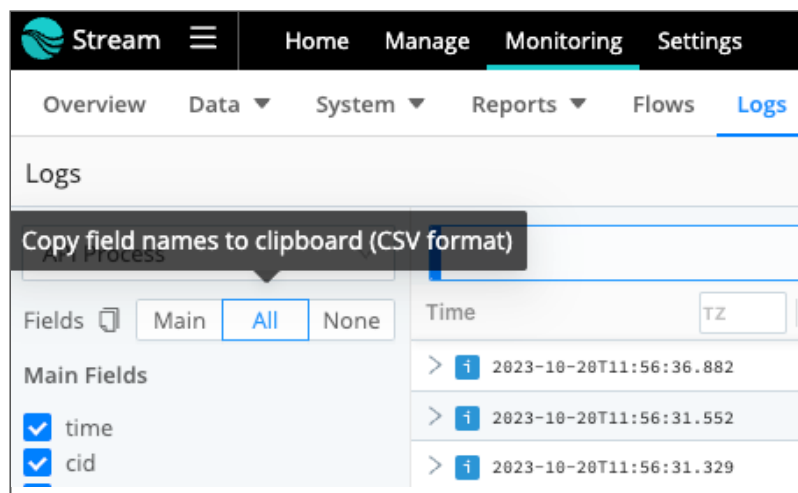 Stream Home Manage Monitoring Settings
Overview Data System Reports Flows Logs
Logs
Copy field names to clipboard (CSV format)
API Process
Fields Main All None
Time TZ
Main Fields
i 2023-10-20T11:56:36.882
time
i 2023-10-20T11:56:31.552
cid
i 2023-10-20T11:56:31.329